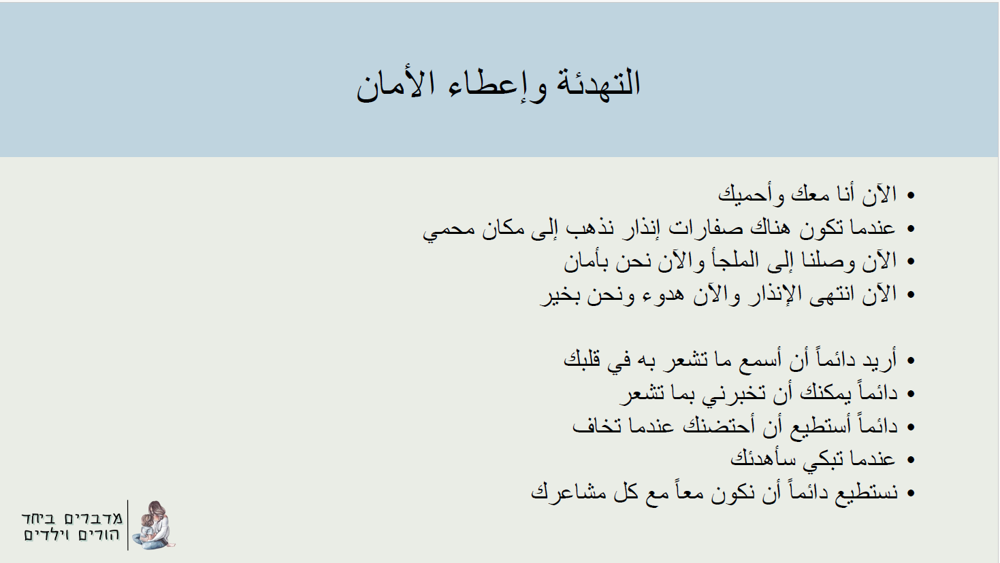 التهدئة وإعطاء الأمان
• الآن أنا معك وأحميك
• عندما تكون هناك صفارات إنذار نذهب إلى مكان محمي
• الآن وصلنا إلى الملجأ والآن نحن بأمان
• الآن انتهى الإنذار والآن هدوء ونحن بخير
• أريد دائماً أن أسمع ما تشعر به في قلبك
• دائماً يمكنك أن تخبرني بما تشعر
• دائماً أستطيع أن أحتضنك عندما تخاف
• عندما تبكي سأهدئك
• نستطيع دائماً أن نكون معاً مع كل مشاعرك
מדברים ביחד
הורים וילדים